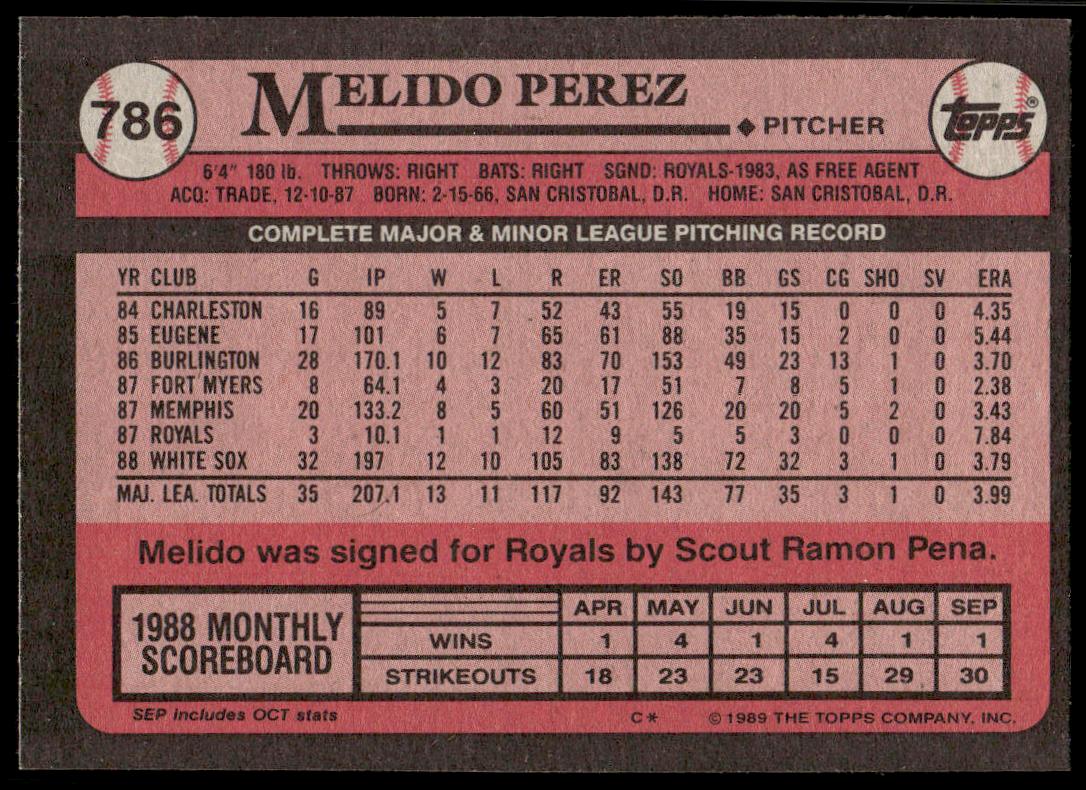 786
MELIDO PEREZ
◆ PITCHER
TOPPS®
6'4" 180 lb. THROWS: RIGHT BATS: RIGHT SGND: ROYALS-1983, AS FREE AGENT
ACQ: TRADE, 12-10-87 BORN: 2-15-66, SAN CRISTOBAL, D.R. HOME: SAN CRISTOBAL, D.R.
COMPLETE MAJOR & MINOR LEAGUE PITCHING RECORD
YR CLUB G IP W L R ER SO BB GS CG SHO SV ERA
84 CHARLESTON 16 89 5 7 52 43 55 19 15 0 0 0 4.35
85 EUGENE 17 101 6 7 65 61 88 35 15 2 0 0 5.44
86 BURLINGTON 28 170.1 10 12 83 70 153 49 23 13 1 0 3.70
87 FORT MYERS 8 64.1 4 3 20 17 51 7 8 5 1 0 2.38
87 MEMPHIS 20 133.2 8 5 60 51 126 20 20 5 2 0 3.43
87 ROYALS 3 10.1 1 1 12 9 5 5 3 0 0 0 7.84
88 WHITE SOX 32 197 12 10 105 83 138 72 32 3 1 0 3.79
MAJ. LEA. TOTALS 35 207.1 13 11 117 92 143 77 35 3 1 0 3.99
Melido was signed for Royals by Scout Ramon Pena.
1988 MONTHLY SCOREBOARD
APR MAY JUN JUL AUG SEP
WINS 1 4 1 4 1 1
STRIKEOUTS 18 23 23 15 29 30
SEP includes OCT stats C* © 1989 THE TOPPS COMPANY, INC.